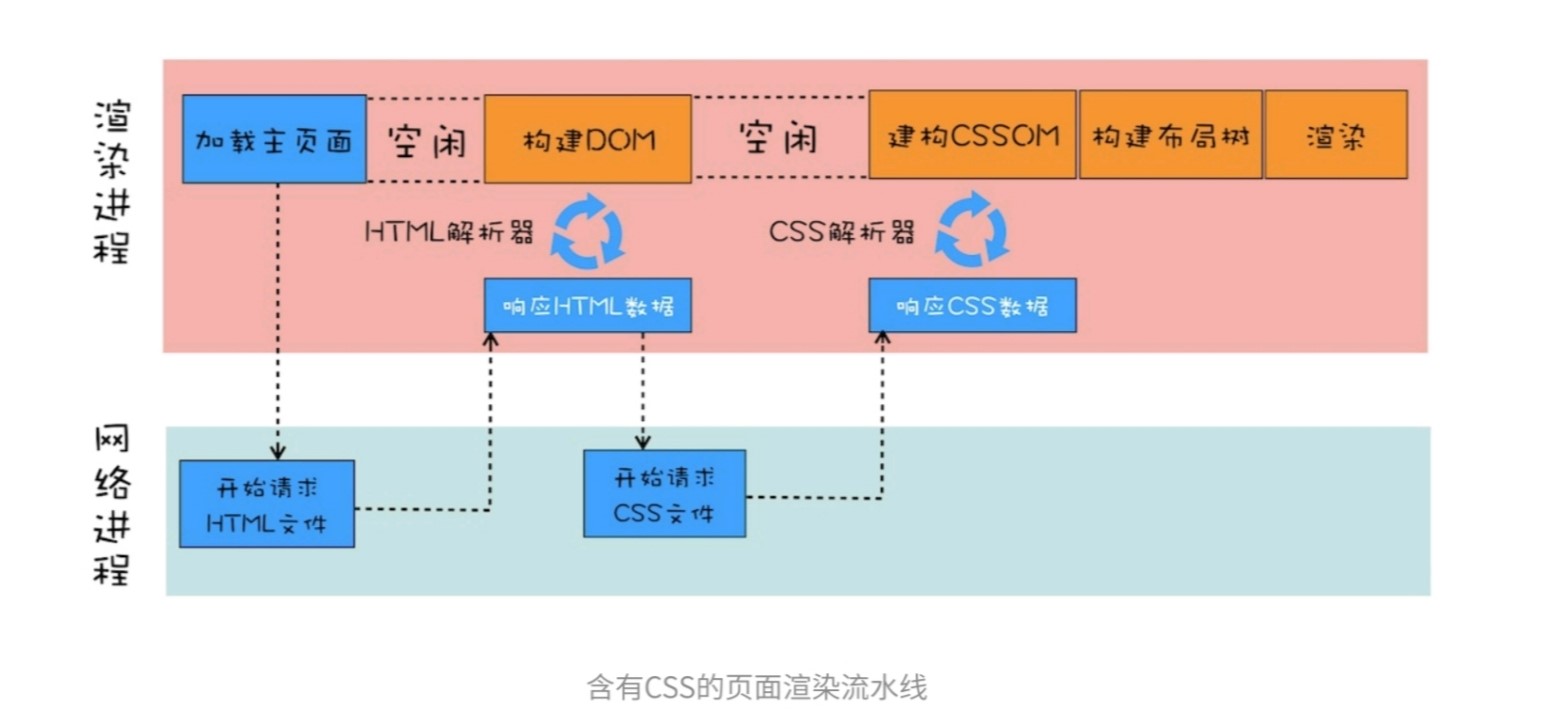 渲染进程
加载主页面
空闲
构建DOM
空闲
建构CSSOM
构建布局树
渲染
HTML解析器
CSS解析器
响应HTML数据
响应CSS数据
网络进程
开始请求
HTML文件
开始请求
CSS文件
含有CSS的页面渲染流水线